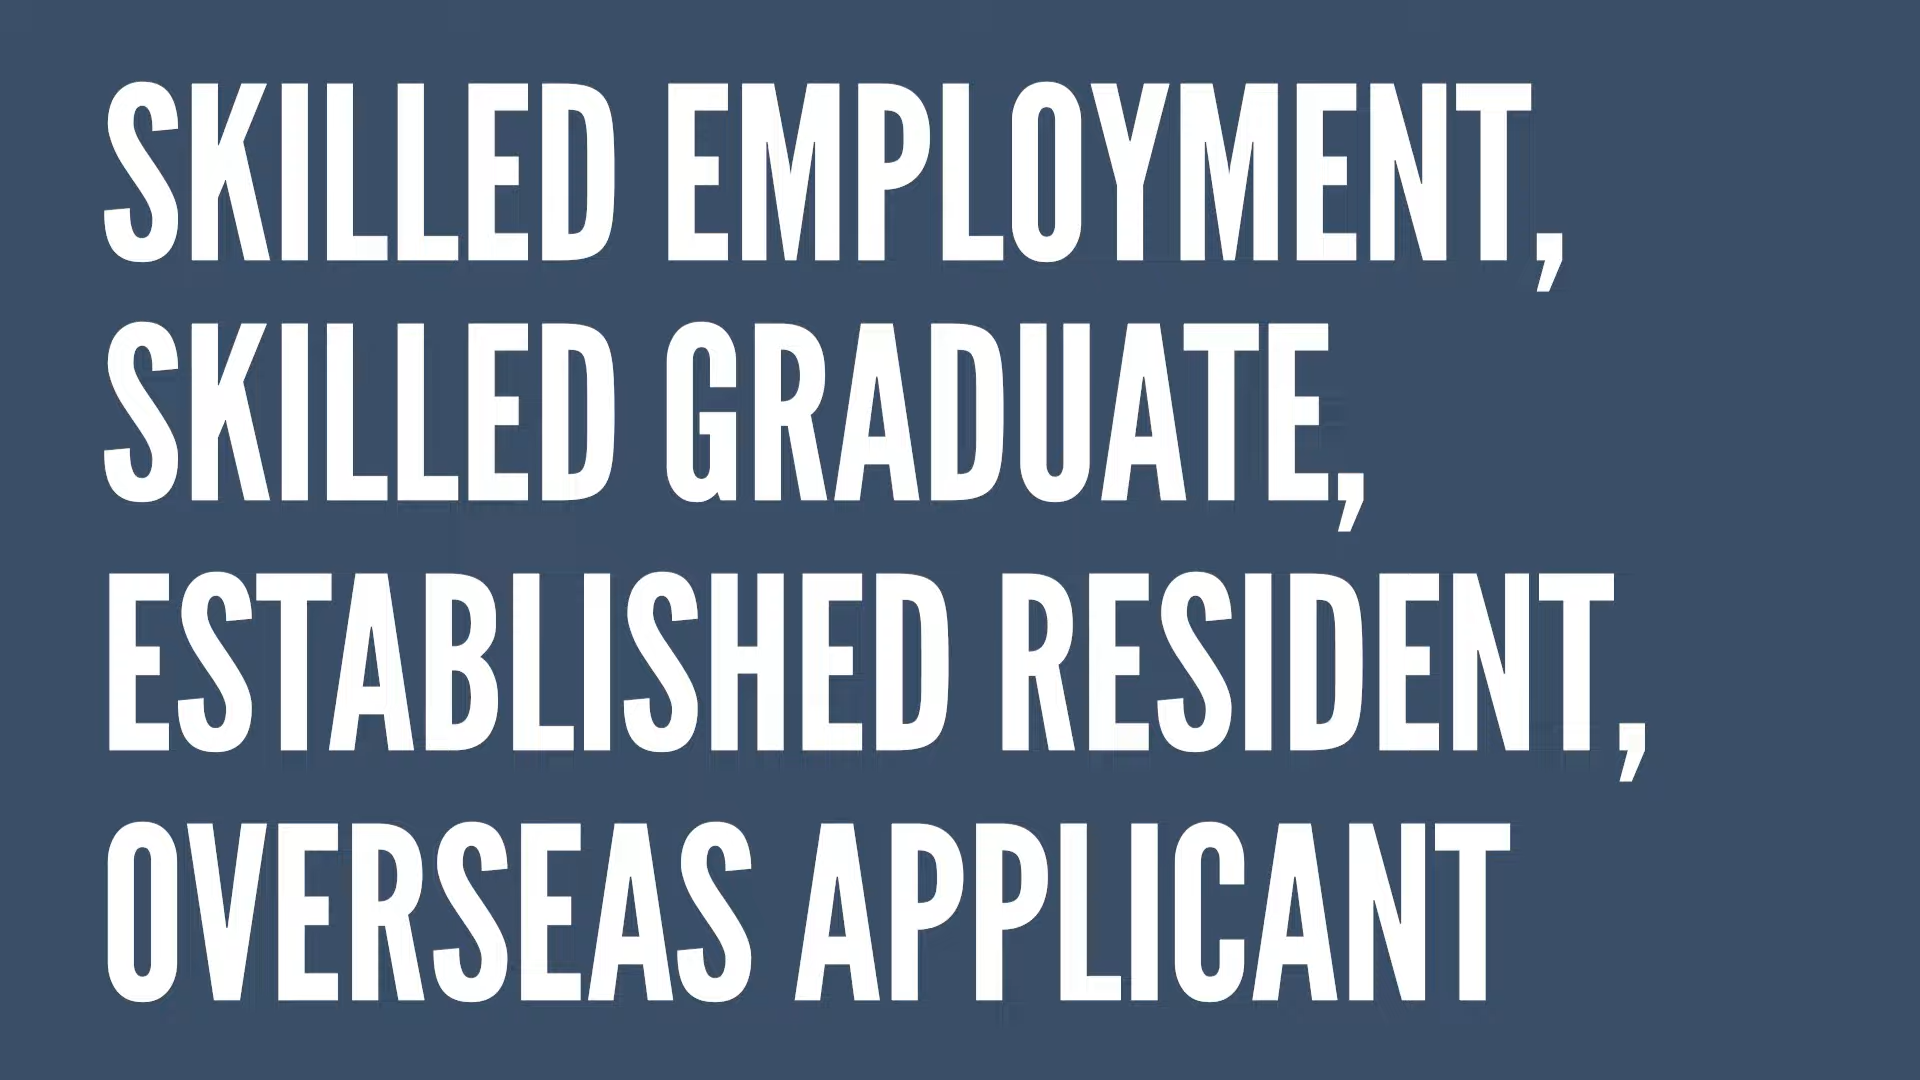 SKILLED EMPLOYMENT,
SKILLED GRADUATE,
ESTABLISHED RESIDENT,
OVERSEAS APPLICANT